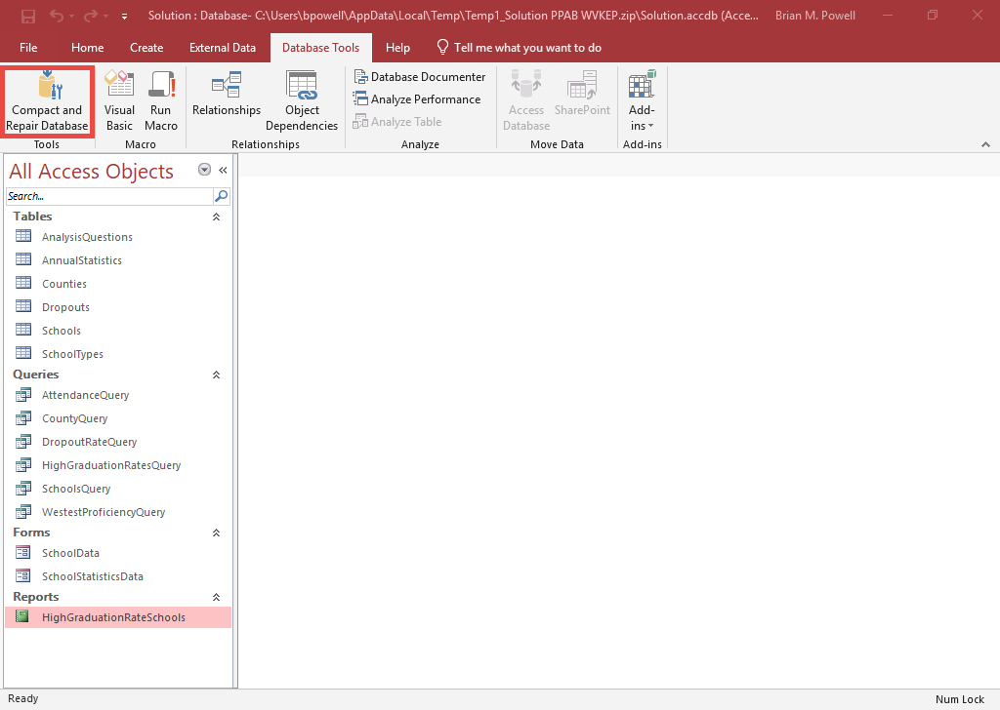 Solution : Database- C:\Users\bpowell\AppData\Local\Temp\Temp1_Solution PPAB WVKEP.zip\Solution.accdb (Acce... Brian M. Powell
File Home Create External Data Database Tools Help Tell me what you want to do
Compact and
Repair Database
Tools
Visual
Basic
Run
Macro
Macro
Relationships
Object
Dependencies
Relationships
Database Documenter
Analyze Performance
Analyze Table
Analyze
Access
Database
SharePoint
Move Data
Add-
ins
Add-ins
All Access Objects
Search...
Tables
AnalysisQuestions
AnnualStatistics
Counties
Dropouts
Schools
SchoolTypes
Queries
AttendanceQuery
CountyQuery
DropoutRateQuery
HighGraduationRatesQuery
SchoolsQuery
WestestProficiencyQuery
Forms
SchoolData
SchoolStatisticsData
Reports
HighGraduationRateSchools
Ready
Num Lock